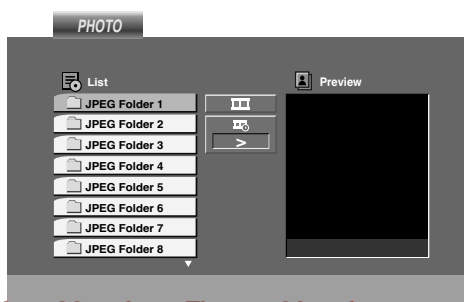 PHOTO
List
Preview
JPEG Folder 1
JPEG Folder 2
JPEG Folder 3
JPEG Folder 4
JPEG Folder 5
JPEG Folder 6
JPEG Folder 7
JPEG Folder 8
>